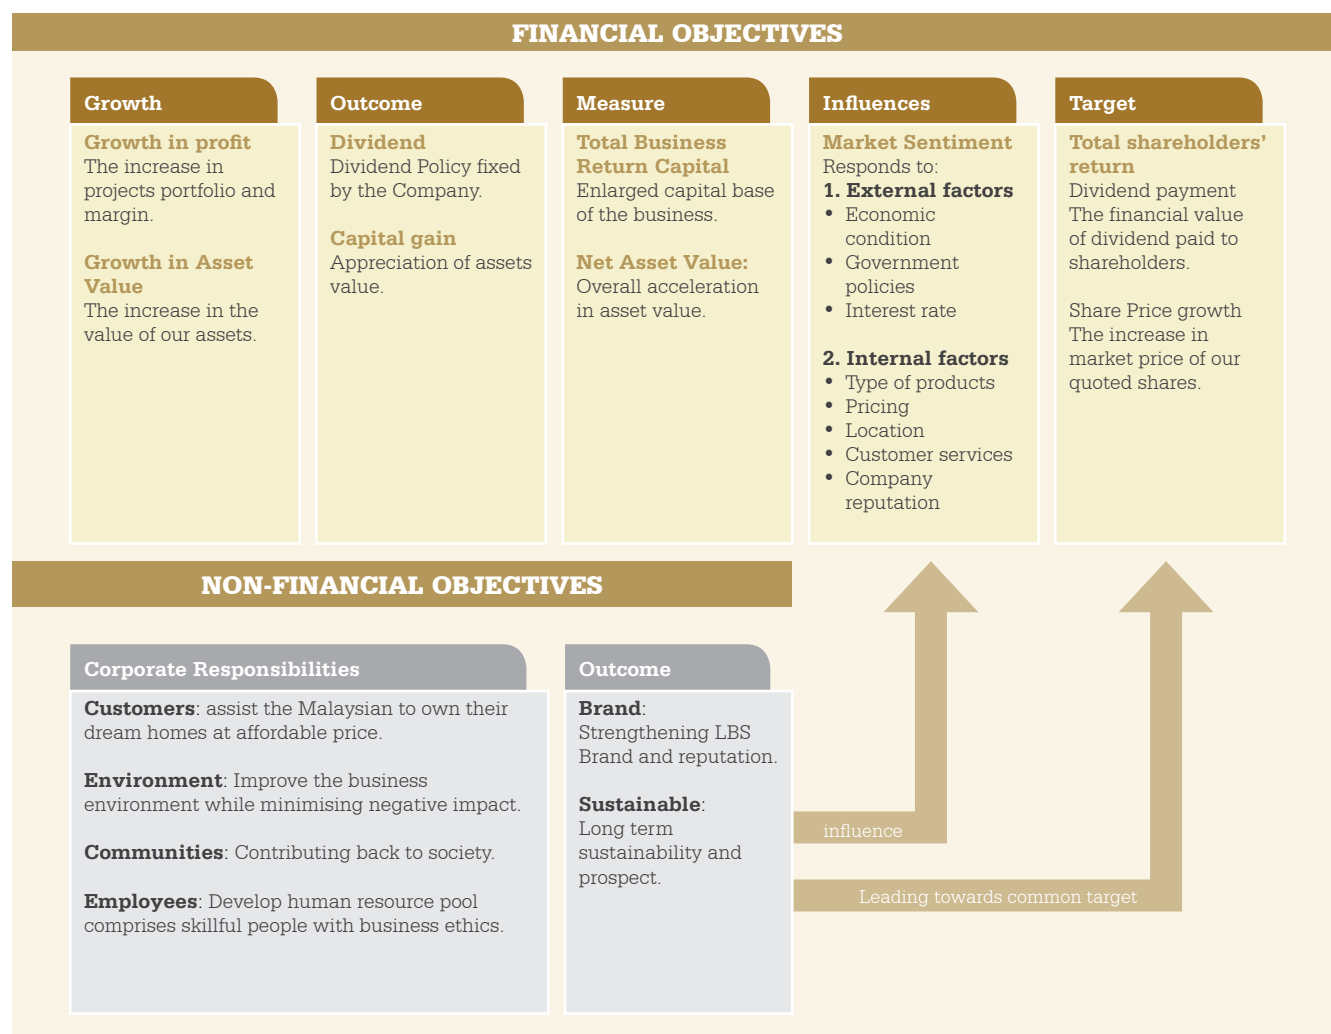 FINANCIAL OBJECTIVES
Growth
Growth in profit
The increase in
projects portfolio and
margin.
Growth in Asset
Value
The increase in the
value of our assets.
Outcome
Dividend
Dividend Policy fixed
by the Company.
Capital gain
Appreciation of assets
value.
Measure
Total Business
Return Capital
Enlarged capital base
of the business.
Net Asset Value:
Overall acceleration
in asset value.
Influences
Market Sentiment
Responds to:
1. External factors
• Economic
condition
• Government
policies
• Interest rate
2. Internal factors
• Type of products
• Pricing
• Location
• Customer services
• Company
reputation
Target
Total shareholders’
return
Dividend payment
The financial value
of dividend paid to
shareholders.
Share Price growth
The increase in
market price of our
quoted shares.
NON-FINANCIAL OBJECTIVES
Corporate Responsibilities
Customers: assist the Malaysian to own their
dream homes at affordable price.
Environment: Improve the business
environment while minimising negative impact.
Communities: Contributing back to society.
Employees: Develop human resource pool
comprises skillful people with business ethics.
Outcome
Brand:
Strengthening LBS
Brand and reputation.
Sustainable:
Long term
sustainability and
prospect.
influence
Leading towards common target